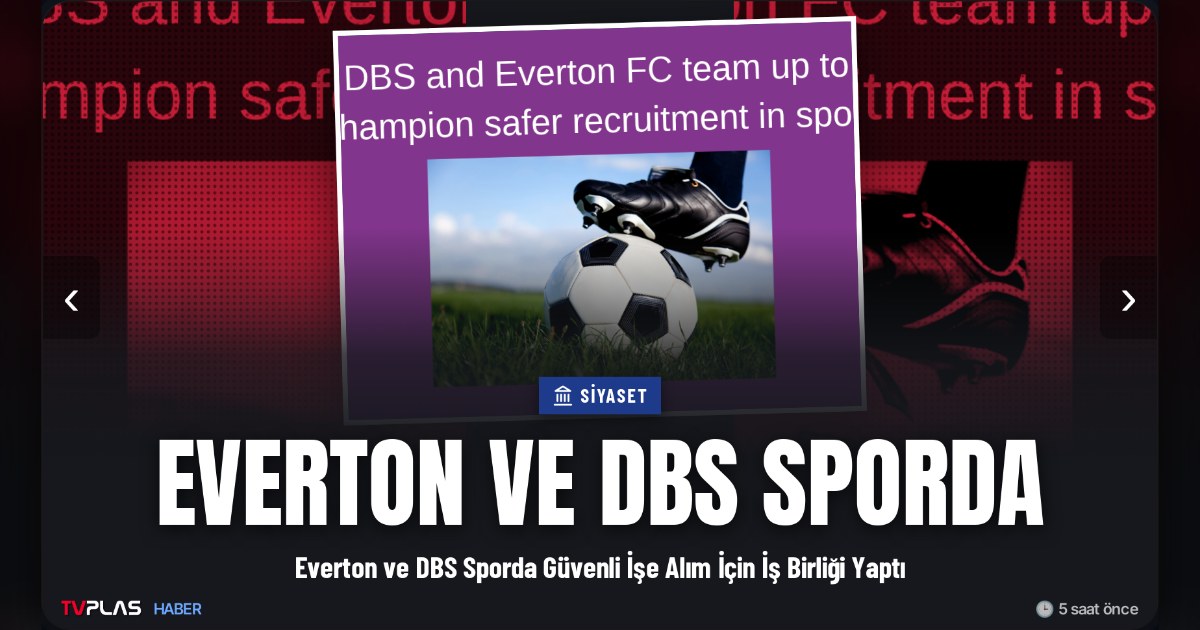 DBS and Everton FC team up to
hampion safer recruitment in spo
SİYASET
EVERTON VE DBS SPORDA
Everton ve DBS Sporda Güvenli İşe Alım İçin İş Birliği Yaptı
TVPLAS HABER
5 saat önce